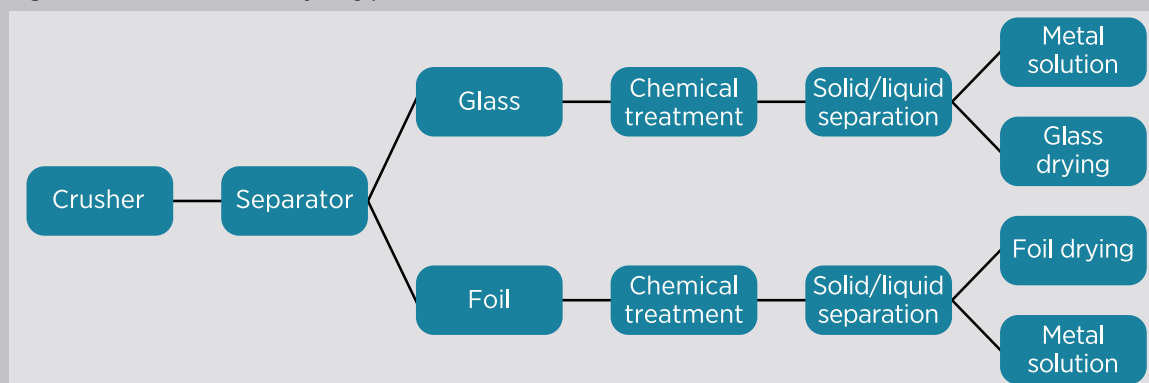 Metal
solution
Glass
Chemical
treatment
Solid/liquid
separation
Glass
drying
Crusher
Separator
Foil drying
Foil
Chemical
treatment
Solid/liquid
separation
Metal
solution